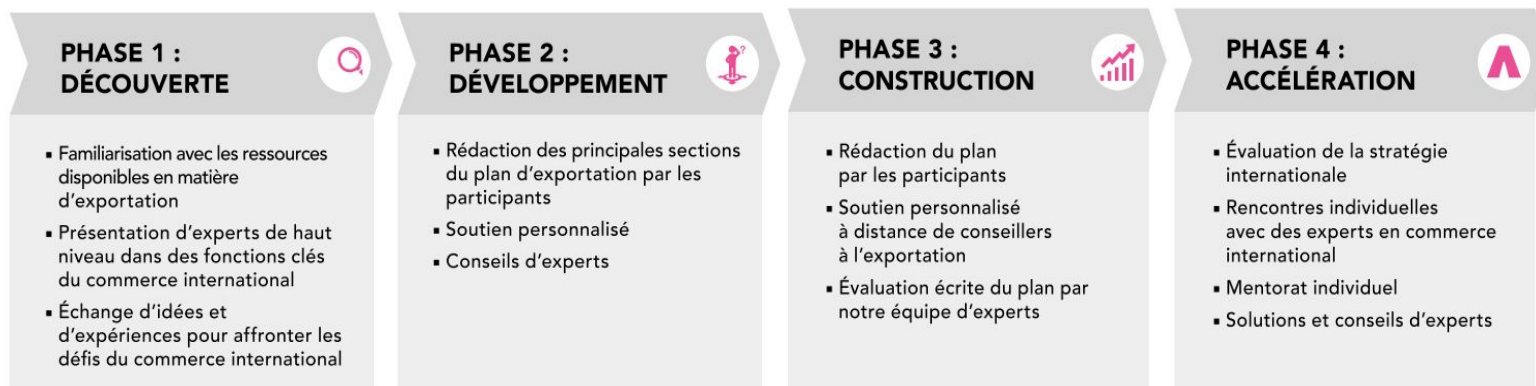 PHASE 1 :
DÉCOUVERTE
▪ Familiarisation avec les ressources
disponibles en matière
d'exportation
▪ Présentation d'experts de haut
niveau dans des fonctions clés
du commerce international
▪ Échange d'idées et
d'expériences pour affronter les
défis du commerce international
PHASE 2 :
DÉVELOPPEMENT
?
▪ Rédaction des principales sections
du plan d'exportation par les
participants
▪ Soutien personnalisé
▪ Conseils d'experts
PHASE 3 :
CONSTRUCTION
▪ Rédaction du plan
par les participants
▪ Soutien personnalisé
à distance de conseillers
à l'exportation
▪ Évaluation écrite du plan par
notre équipe d'experts
PHASE 4 :
ACCÉLÉRATION
▪ Évaluation de la stratégie
internationale
▪ Rencontres individuelles
avec des experts en commerce
international
▪ Mentorat individuel
▪ Solutions et conseils d'experts